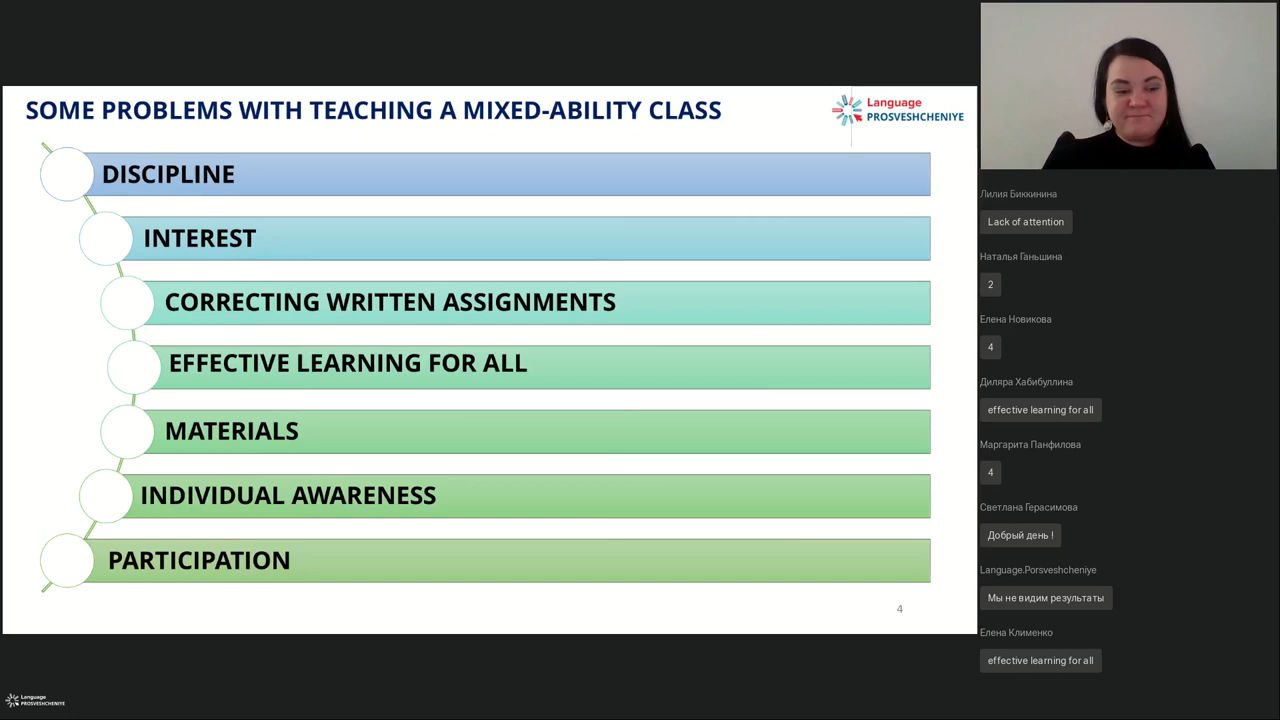 SOME PROBLEMS WITH TEACHING A MIXED-ABILITY CLASS
Language
PROSVESHCHENIYE
DISCIPLINE
INTEREST
CORRECTING WRITTEN ASSIGNMENTS
EFFECTIVE LEARNING FOR ALL
MATERIALS
INDIVIDUAL AWARENESS
PARTICIPATION
4
Лилия Биккинина
Lack of attention
Наталья Ганьшина
2
Елена Новикова
4
Диляра Хабибуллина
effective learning for all
Маргарита Панфилова
4
Светлана Герасимова
Добрый день !
Language.Porsveshcheniye
Мы не видим результаты
Елена Клименко
effective learning for all
Language
PROSVESHCHENIYE